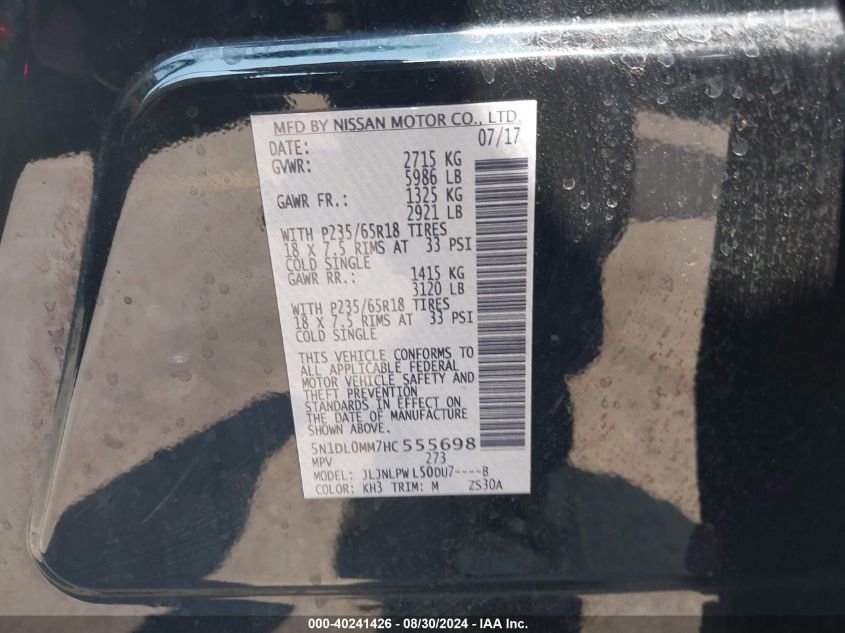 MFD BY NISSAN MOTOR CO., LTD.
DATE: 07/17
GVWR: 2715 KG
5986 LB
GAWR FR.: 1325 KG
2921 LB
WITH P235/65R18 TIRES
18 X 7.5 RIMS AT 33 PSI
COLD SINGLE
GAWR RR.: 1415 KG
3120 LB
WITH P235/65R18 TIRES
18 X 7.5 RIMS AT 33 PSI
COLD SINGLE
THIS VEHICLE CONFORMS TO
ALL APPLICABLE FEDERAL
MOTOR VEHICLE SAFETY AND
THEFT PREVENTION
STANDARDS IN EFFECT ON
THE DATE OF MANUFACTURE
SHOWN ABOVE.
5N1DL0MM7HC555698
MPV 273
MODEL: JLJNLPWL50DU7----B
COLOR: KH3 TRIM: M ZS30A
000-40241426 - 08/30/2024 - IAA Inc.